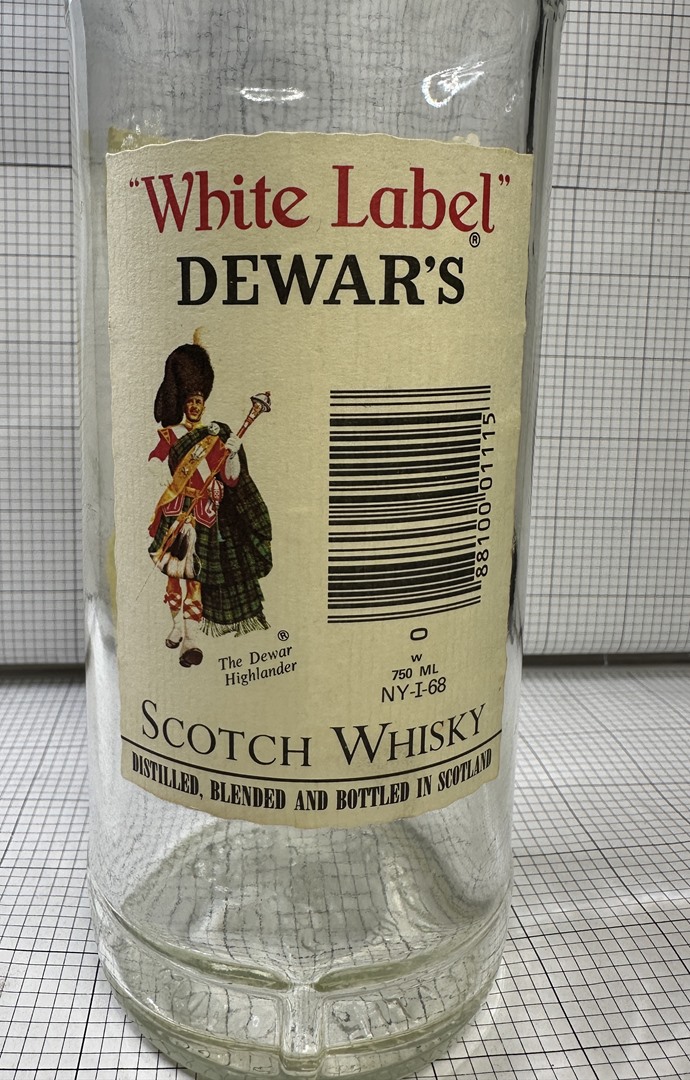 “White Label”
®
DEWAR’S
88100 01115
0
W
750 ML
NY-I-68
®
The Dewar
Highlander
SCOTCH WHISKY
DISTILLED, BLENDED AND BOTTLED IN SCOTLAND